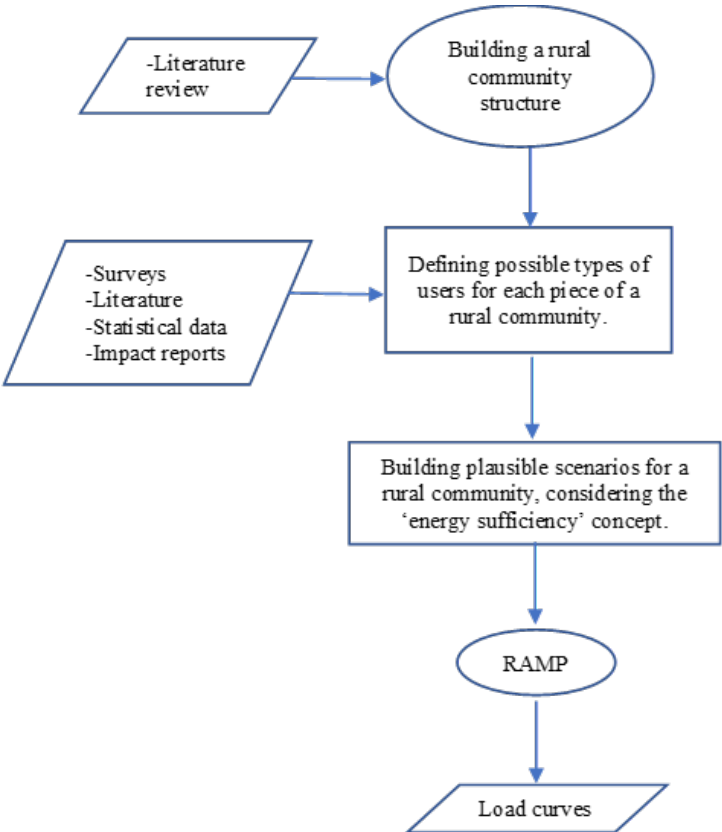 -Literature
review
Building a rural
community
structure
-Surveys
-Literature
-Statistical data
-Impact reports
Defining possible types of
users for each piece of a
rural community.
Building plausible scenarios for a
rural community, considering the
‘energy sufficiency’ concept.
RAMP
Load curves